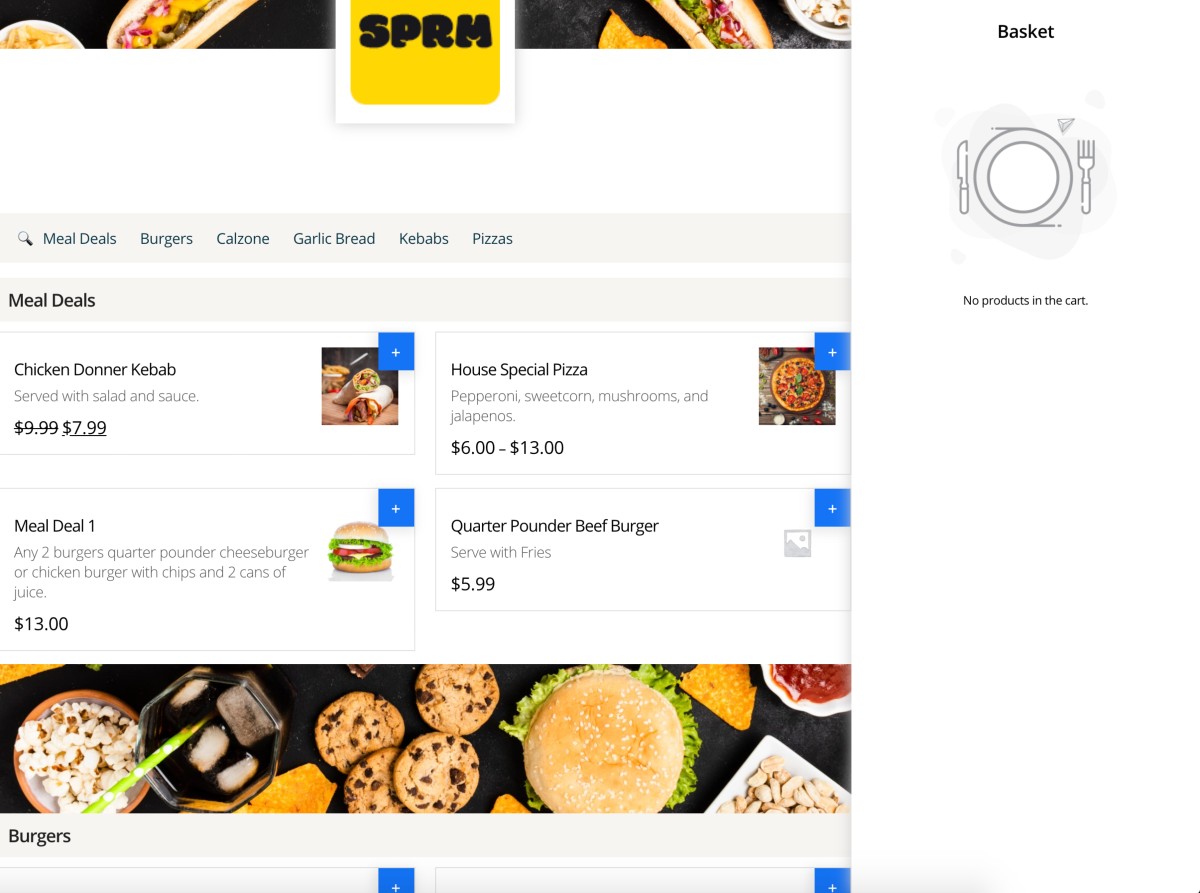 SPRM
Basket
No products in the cart.
Meal Deals Burgers Calzone Garlic Bread Kebabs Pizzas
Meal Deals
+
Chicken Donner Kebab
Served with salad and sauce.
$9.99 $7.99
+
House Special Pizza
Pepperoni, sweetcorn, mushrooms, and
jalapenos.
$6.00 – $13.00
+
Meal Deal 1
Any 2 burgers quarter pounder cheeseburger
or chicken burger with chips and 2 cans of
juice.
$13.00
+
Quarter Pounder Beef Burger
Serve with Fries
$5.99
Burgers
+
+